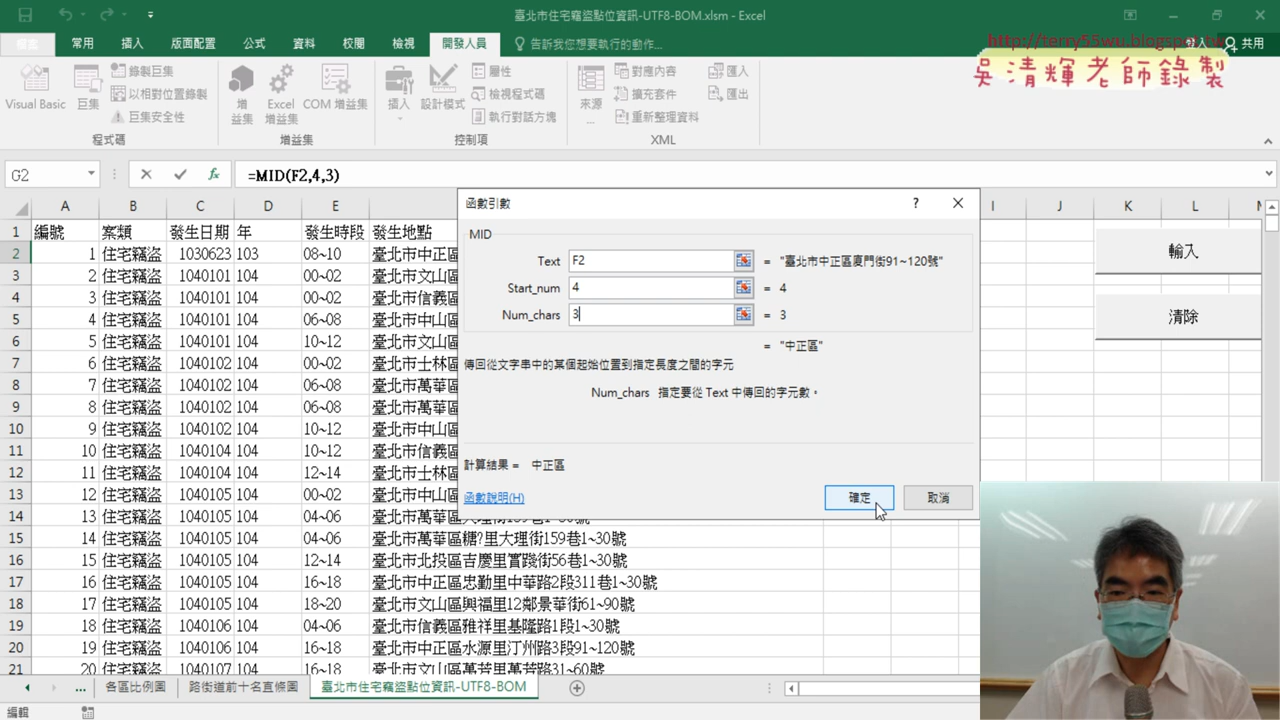 臺北市住宅竊盜點位資訊-UTF8-BOM.xlsm - Excel
檔案 常用 插入 版面配置 公式 資料 校閱 檢視 開發人員 告訴我您想要執行的動作... 共用
http://terry55wu.blogspot.tw
吳清輝老師錄製
Visual Basic 巨集 錄製巨集 以相對位置錄製 巨集安全性 程式碼
增益集 Excel 增益集 COM 增益集 增益集
插入 設計模式 屬性 檢視程式碼 執行對話方塊 控制項
來源 ... 對應內容 擴充套件 重新整理資料 匯入 匯出 XML
G2 fx =MID(F2,4,3)
A B C D E I J K L
1 編號 案類 發生日期 年 發生時段 發生地點
2 1 住宅竊盜 1030623 103 08~10 臺北市中正區
3 2 住宅竊盜 1040101 104 00~02 臺北市文山區
4 3 住宅竊盜 1040101 104 00~02 臺北市信義區
5 4 住宅竊盜 1040101 104 06~08 臺北市中山區
6 5 住宅竊盜 1040101 104 10~12 臺北市文山區
7 6 住宅竊盜 1040102 104 00~02 臺北市士林區
8 7 住宅竊盜 1040102 104 06~08 臺北市萬華區
9 8 住宅竊盜 1040102 104 06~08 臺北市萬華區
10 9 住宅竊盜 1040102 104 10~12 臺北市中山區
11 10 住宅竊盜 1040104 104 10~12 臺北市信義區
12 11 住宅竊盜 1040104 104 12~14 臺北市士林區
13 12 住宅竊盜 1040105 104 00~02 臺北市中山區
14 13 住宅竊盜 1040105 104 04~06 臺北市萬華區
15 14 住宅竊盜 1040105 104 04~06 臺北市萬華區糖?里大理街159巷1~30號
16 15 住宅竊盜 1040105 104 12~14 臺北市北投區吉慶里實踐街56巷1~30號
17 16 住宅竊盜 1040105 104 16~18 臺北市中正區忠勤里中華路2段311巷1~30號
18 17 住宅竊盜 1040105 104 18~20 臺北市文山區興福里12鄰景華街61~90號
19 18 住宅竊盜 1040106 104 04~06 臺北市信義區雅祥里基隆路1段1~30號
20 19 住宅竊盜 1040106 104 16~18 臺北市中正區水源里汀州路3段91~120號
21 20 住宅竊盜 1040107 104 16~18 臺北市文山區萬芳里萬芳路31~60號
函數引數 ?
MID
Text F2 = "臺北市中正區廈門街91~120號"
Start_num 4 = 4
Num_chars 3 = 3
= "中正區"
傳回從文字串中的某個起始位置到指定長度之間的字元
Num_chars 指定要從 Text 中傳回的字元數。
計算結果 = 中正區
函數說明(H) 確定 取消
輸入
清除
... 各區比例圖 路街道前十名直條圖 臺北市住宅竊盜點位資訊-UTF8-BOM
編輯